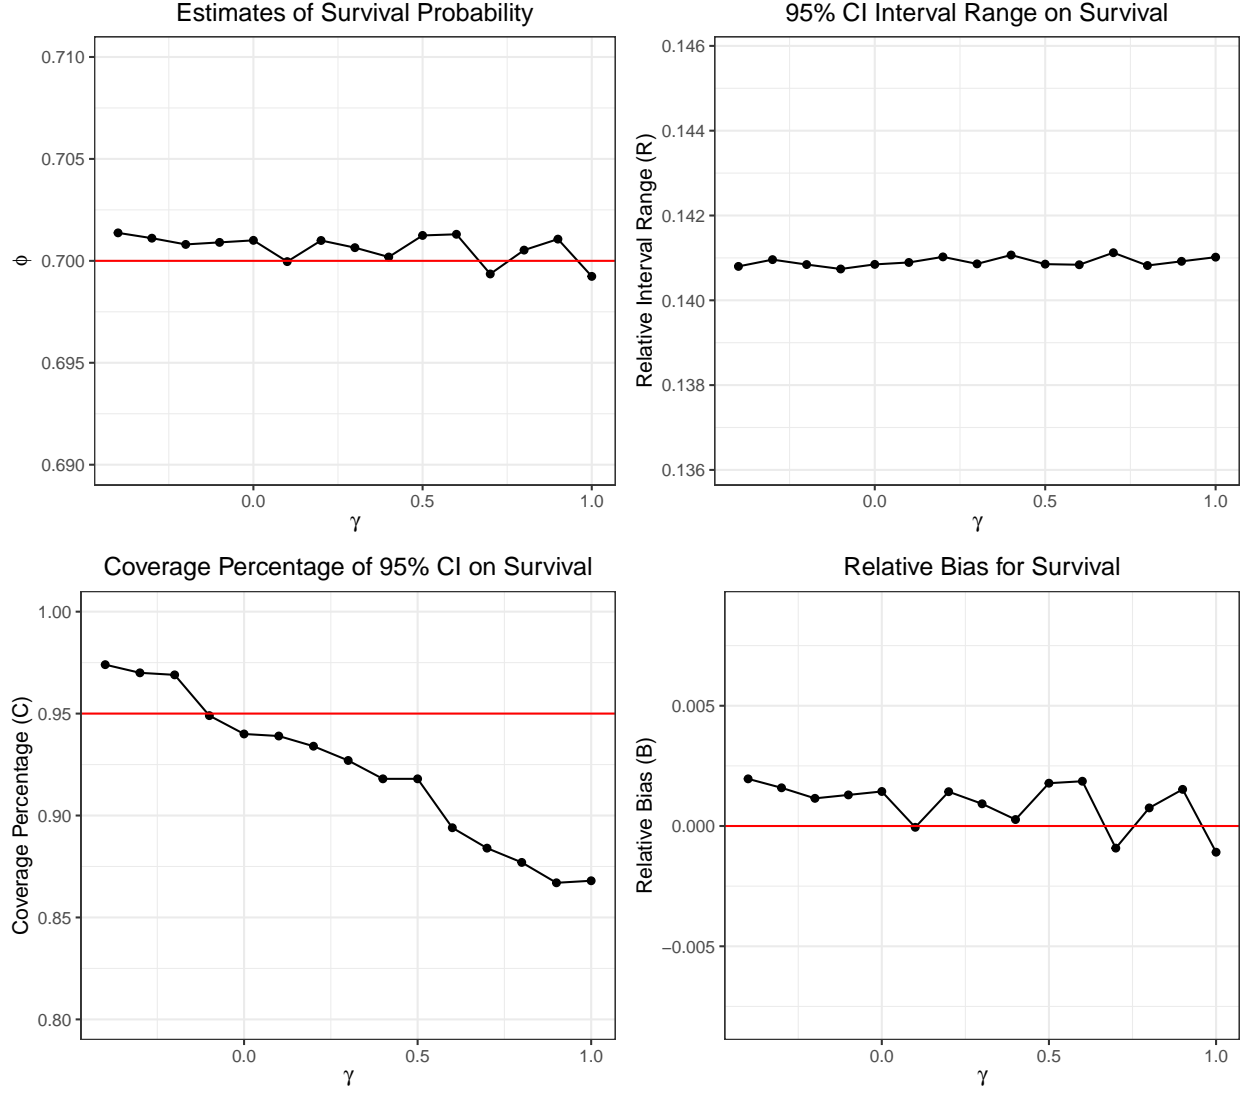 Estimates of Survival Probability
0.710
0.705
0.700
0.695
0.690
ϕ
0.0
0.5
1.0
γ
95% CI Interval Range on Survival
0.146
0.144
0.142
0.140
0.138
0.136
Relative Interval Range (R)
0.0
0.5
1.0
γ
Coverage Percentage of 95% CI on Survival
1.00
0.95
0.90
0.85
0.80
Coverage Percentage (C)
0.0
0.5
1.0
γ
Relative Bias for Survival
0.005
0.000
−0.005
Relative Bias (B)
0.0
0.5
1.0
γ